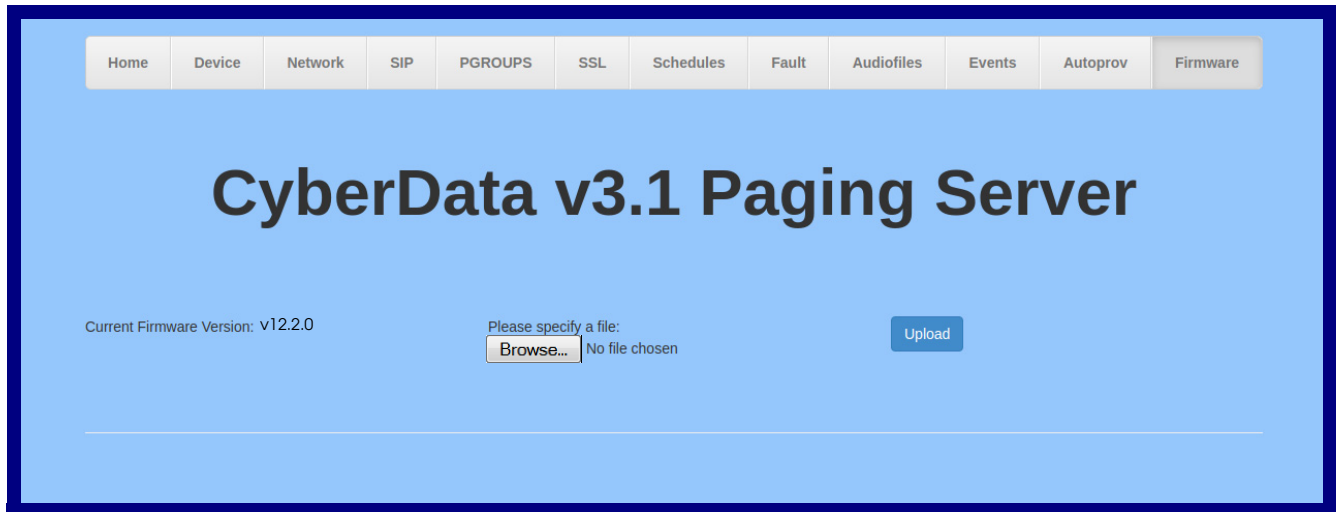 Home Device Network SIP PGROUPS SSL Schedules Fault Audiofiles Events Autoprov Firmware
CyberData v3.1 Paging Server
Current Firmware Version: v12.2.0
Please specify a file:
Browse... No file chosen
Upload